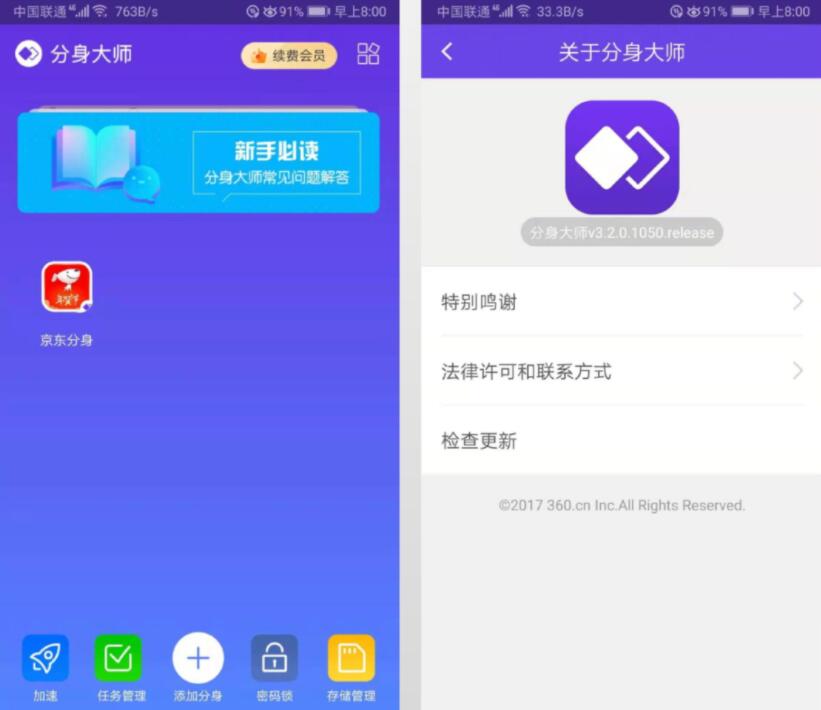 中国联通 4G 763B/s 91% 早上8:00
分身大师
续费会员
新手必读
分身大师常见问题解答
年货节
京东分身
加速
任务管理
添加分身
密码锁
存储管理
中国联通 4G 33.3B/s 91% 早上8:00
关于分身大师
分身大师v3.2.0.1050.release
特别鸣谢
法律许可和联系方式
检查更新
©2017 360.cn Inc.All Rights Reserved.